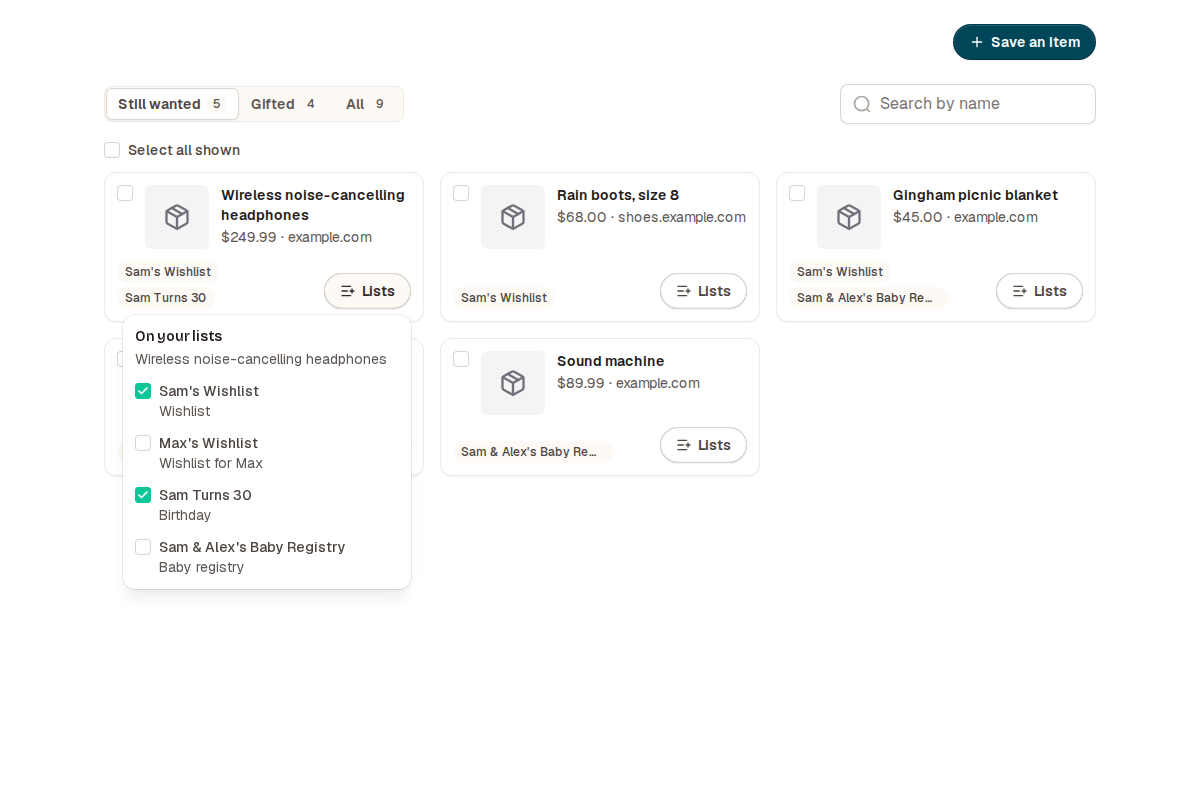 Save an item
Still wanted 5 Gifted 4 All 9
Search by name
Select all shown
Wireless noise-cancelling
headphones
$249.99 · example.com
Sam's Wishlist
Sam Turns 30
Lists
Rain boots, size 8
$68.00 · shoes.example.com
Sam's Wishlist
Lists
Gingham picnic blanket
$45.00 · example.com
Sam's Wishlist
Sam & Alex's Baby Re…
Lists
On your lists
Wireless noise-cancelling headphones
Sam's Wishlist
Wishlist
Max's Wishlist
Wishlist for Max
Sam Turns 30
Birthday
Sam & Alex's Baby Registry
Baby registry
Sound machine
$89.99 · example.com
Sam & Alex's Baby Re…
Lists